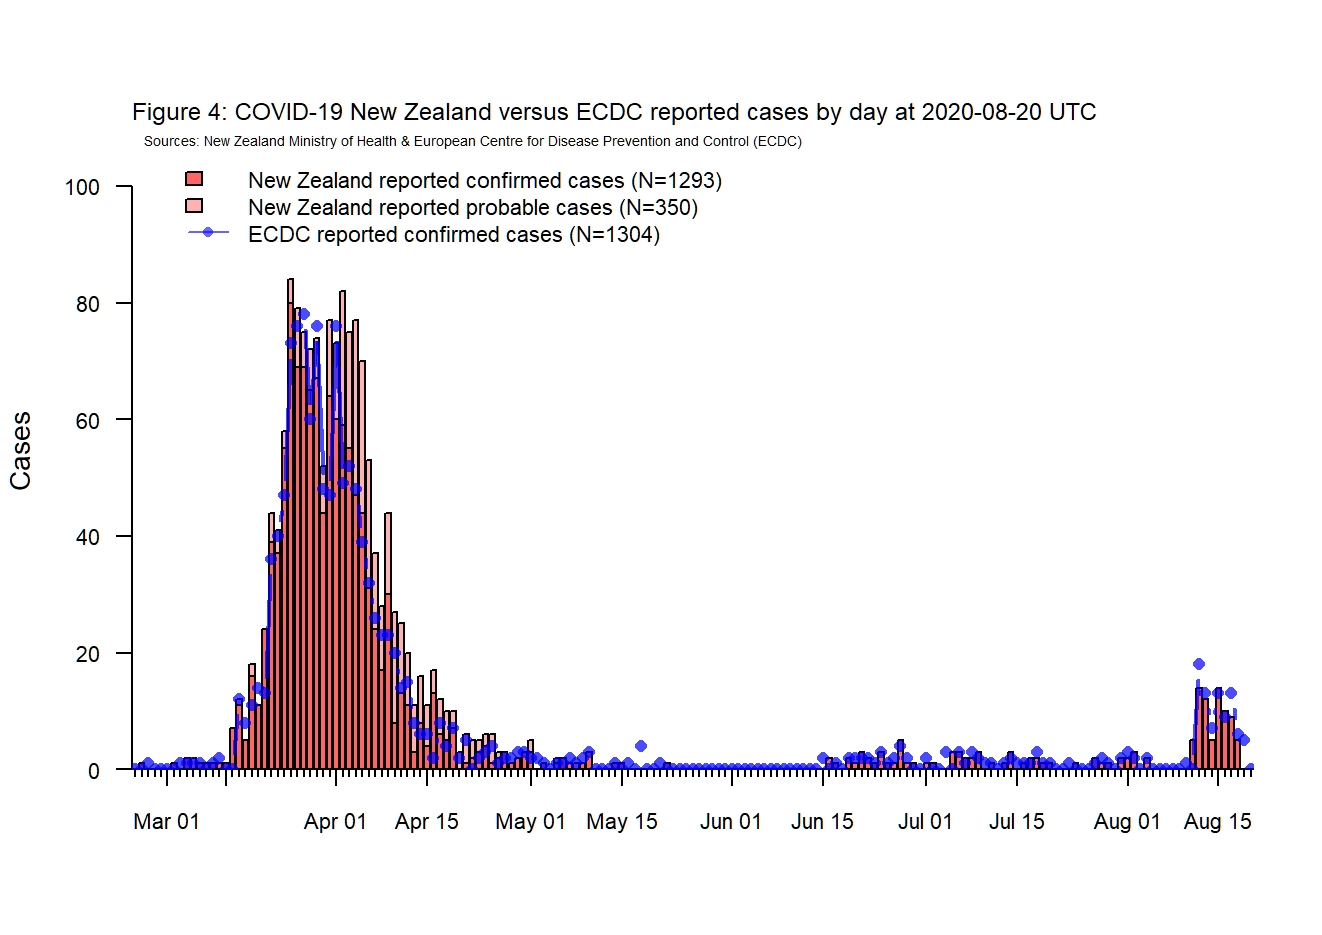 Figure 4: COVID-19 New Zealand versus ECDC reported cases by day at 2020-08-20 UTC
Sources: New Zealand Ministry of Health & European Centre for Disease Prevention and Control (ECDC)
New Zealand reported confirmed cases (N=1293)
New Zealand reported probable cases (N=350)
ECDC reported confirmed cases (N=1304)
Cases
100
80
60
40
20
0
Mar 01 Apr 01 Apr 15 May 01 May 15 Jun 01 Jun 15 Jul 01 Jul 15 Aug 01 Aug 15